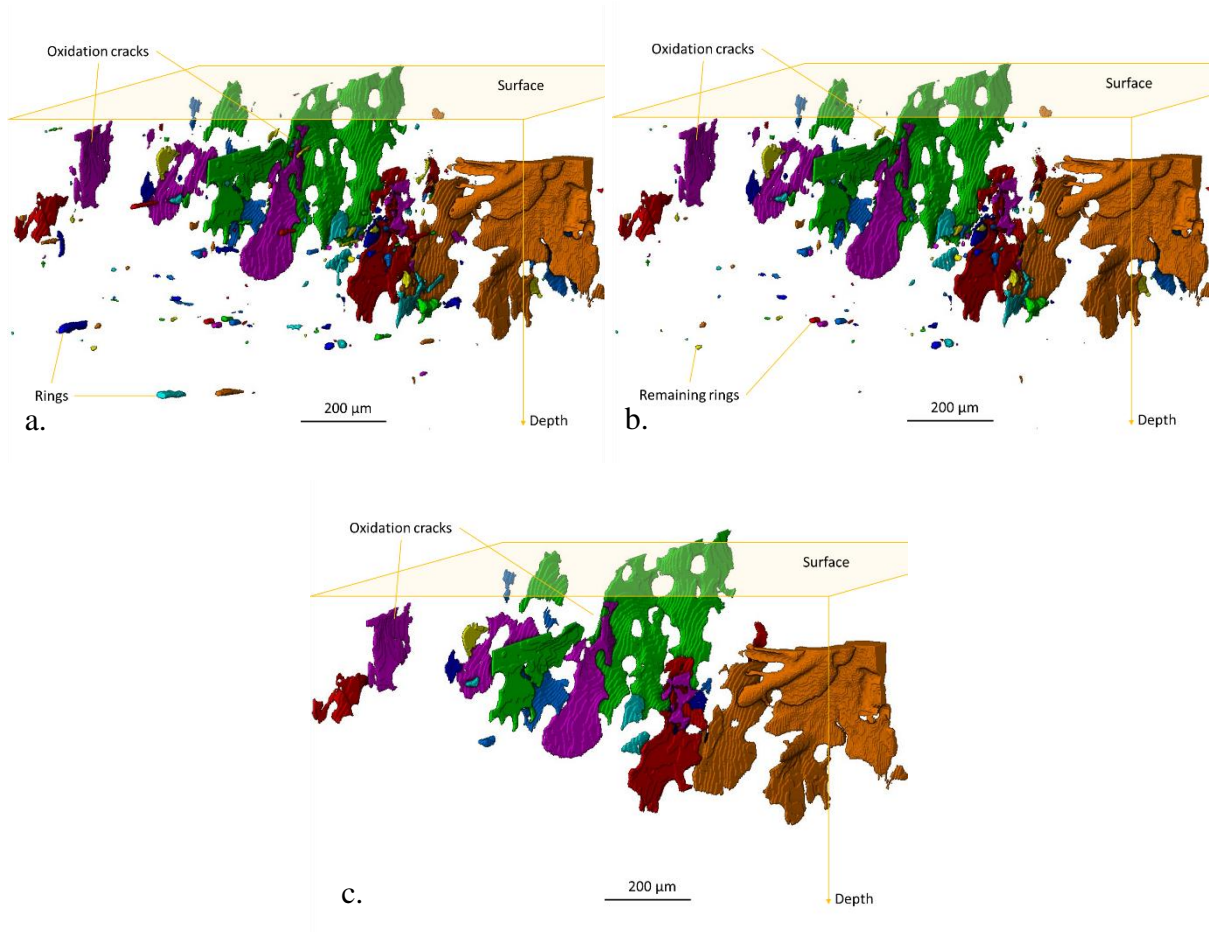 Oxidation cracks
Surface
Rings
200 µm
Depth
a.
Oxidation cracks
Surface
Remaining rings
200 µm
Depth
b.
Oxidation cracks
Surface
200 µm
Depth
c.